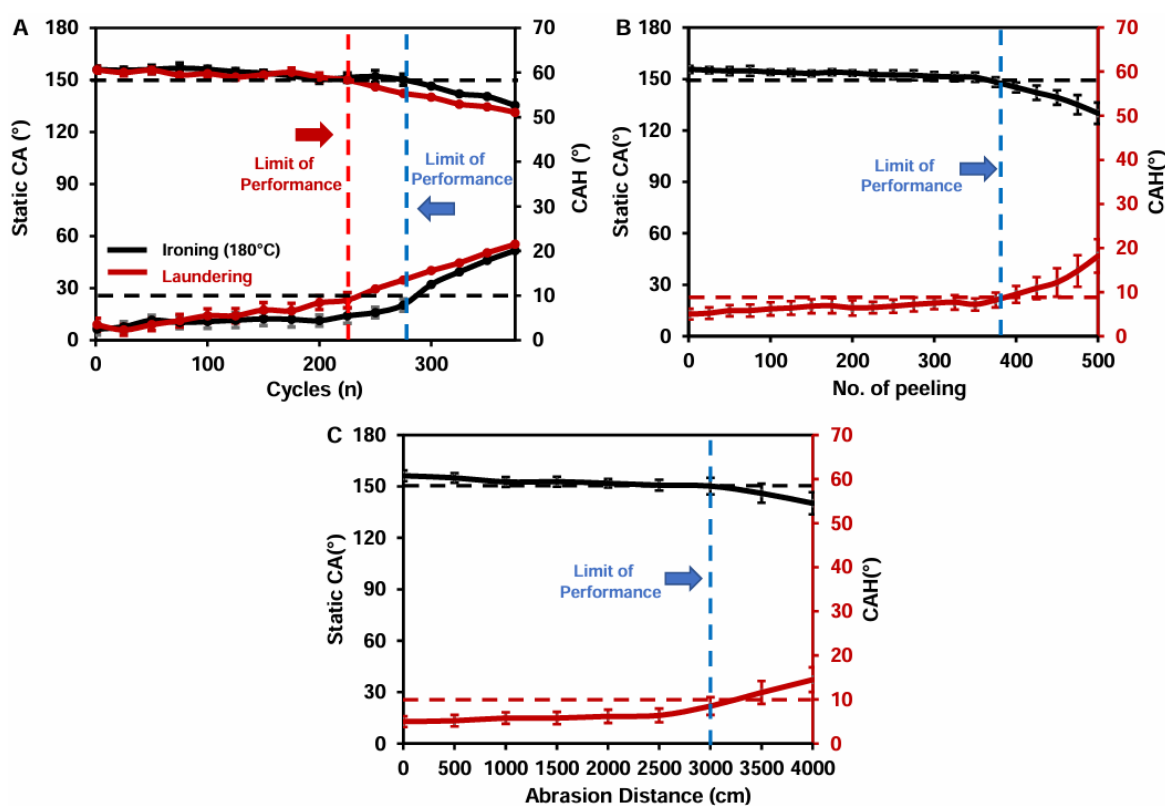 A
180
150
120
90
60
30
0
Static CA (°)
70
60
50
40
30
20
10
0
CAH (°)
Limit of
Performance
Limit of
Performance
Ironing (180°C)
Laundering
0
100
200
300
Cycles (n)
B
180
150
120
90
60
30
0
Static CA(°)
70
60
50
40
30
20
10
0
CAH(°)
Limit of
Performance
0
100
200
300
400
500
No. of peeling
C
180
150
120
90
60
30
0
Static CA(°)
70
60
50
40
30
20
10
0
CAH(°)
Limit of
Performance
0
500
1000
1500
2000
2500
3000
3500
4000
Abrasion Distance (cm)